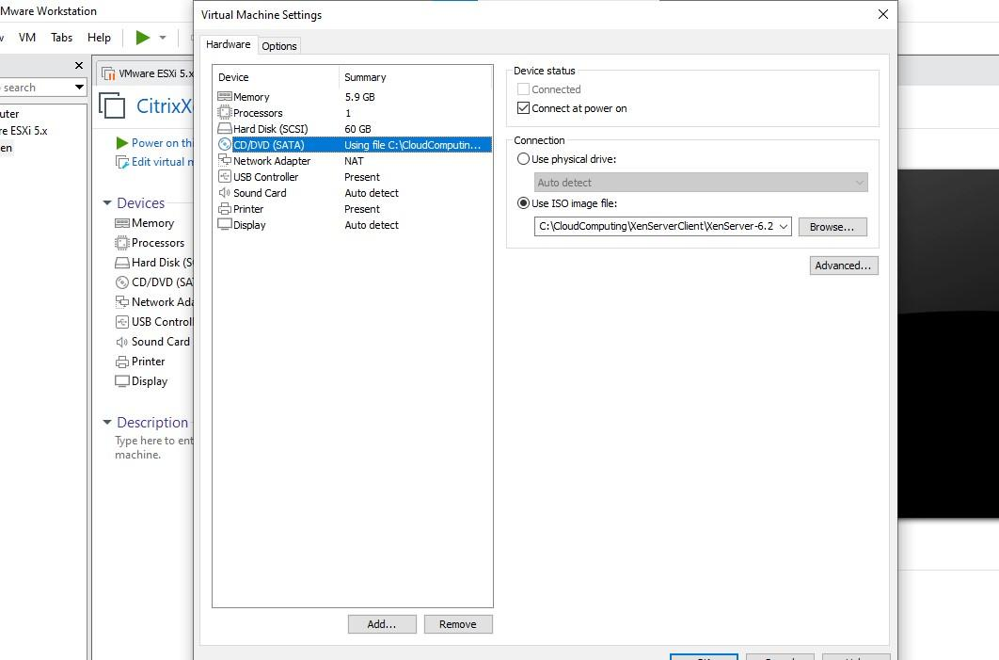 Mware Workstation
VM Tabs Help
search
uter
re ESXi 5.x
en
VMware ESXi 5.x
CitrixX
Power on thi
Edit virtual m
Devices
Memory
Processors
Hard Disk (S
CD/DVD (SA
Network Ada
USB Control
Sound Card
Printer
Display
Description
Type here to ent
machine.
Virtual Machine Settings
Hardware Options
Device Summary
Memory 5.9 GB
Processors 1
Hard Disk (SCSI) 60 GB
CD/DVD (SATA) Using file C:\CloudComputin...
Network Adapter NAT
USB Controller Present
Sound Card Auto detect
Printer Present
Display Auto detect
Add... Remove
Device status
Connected
Connect at power on
Connection
Use physical drive:
Auto detect
Use ISO image file:
C:\CloudComputing\XenServerClient\XenServer-6.2
Browse...
Advanced...